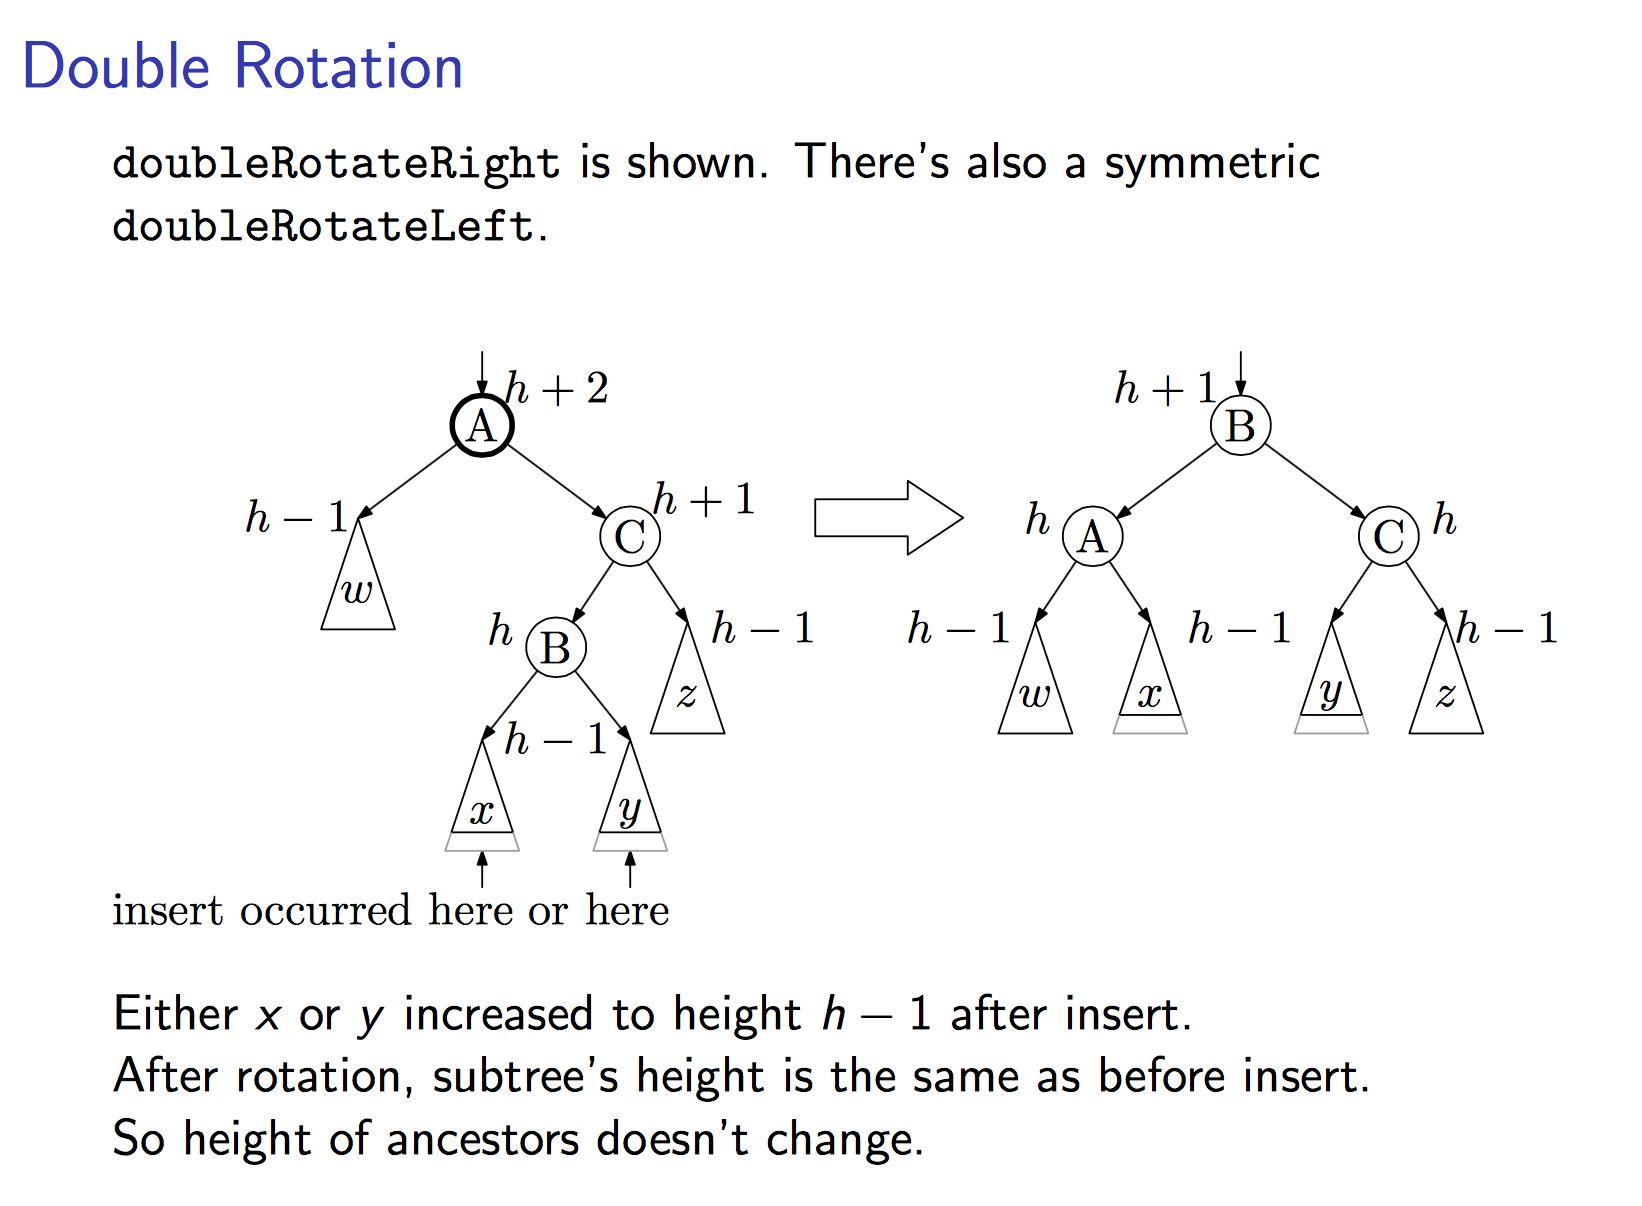 Double Rotation
doubleRotateRight is shown. There's also a symmetric
doubleRotateLeft.
h + 2
A
h − 1
w
h + 1
C
h
B
h − 1
z
h − 1
x
y
insert occurred here or here
h + 1
B
h
A
C
h
h − 1
w
x
h − 1
y
z
h − 1
Either x or y increased to height h − 1 after insert.
After rotation, subtree's height is the same as before insert.
So height of ancestors doesn't change.